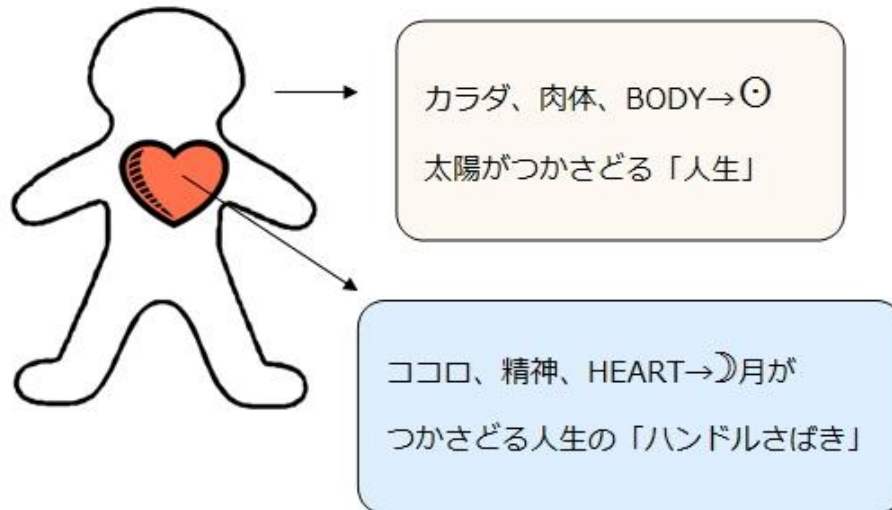 カラダ、肉体、BODY→☉
太陽がつかさどる「人生」
ココロ、精神、HEART→☽月が
つかさどる人生の「ハンドルさばき」